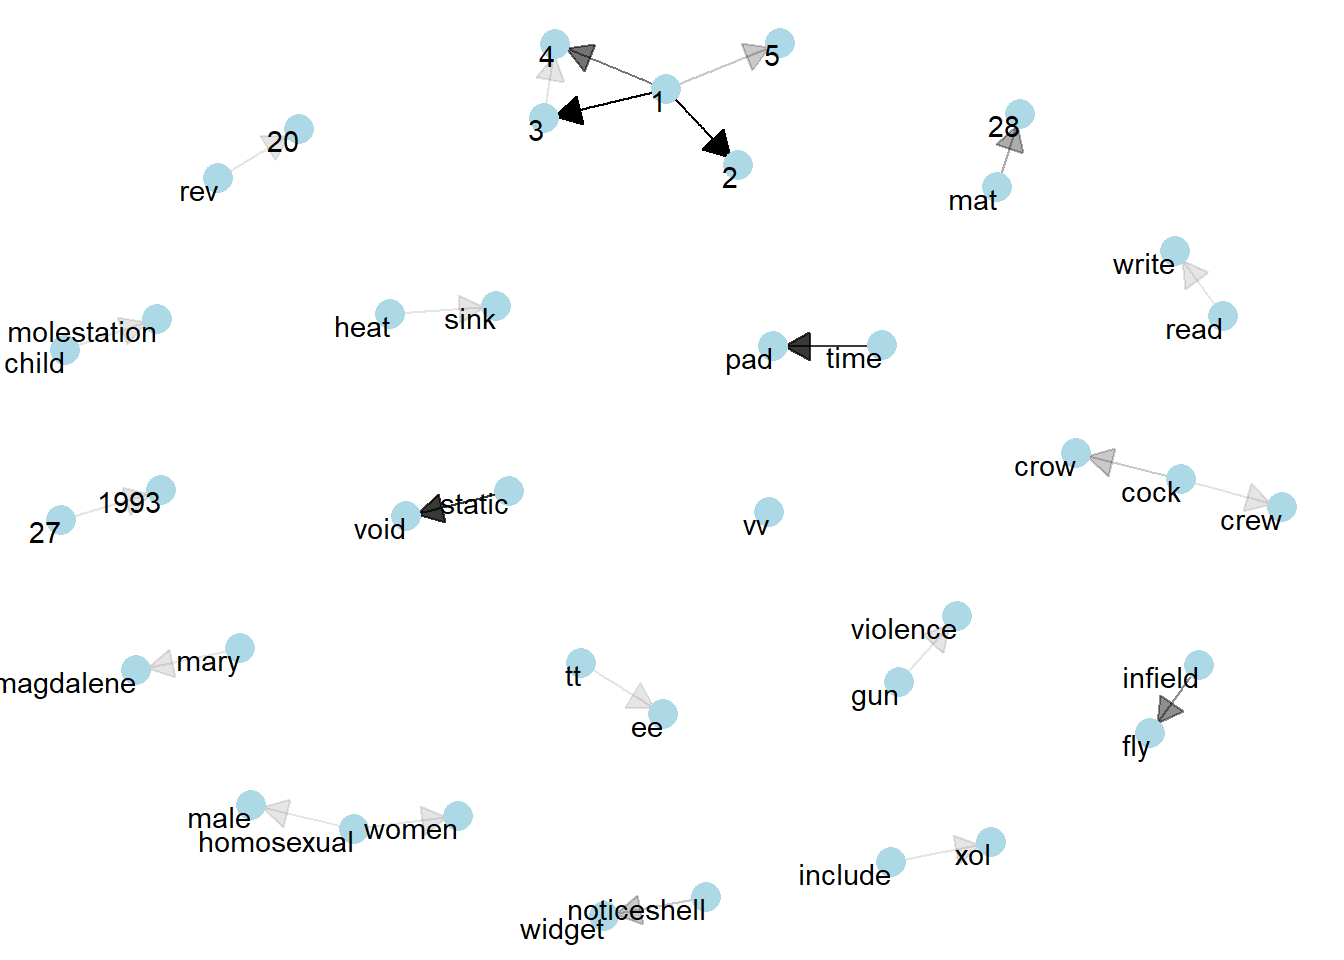 4
5
1
3
2
20
rev
28
mat
write
read
molestation
child
heat
sink
pad
time
1993
27
static
void
vv
crow
cock
crew
mary
magdalene
tt
ee
violence
gun
infield
fly
male
homosexual
women
include
xol
noticeshell
widget